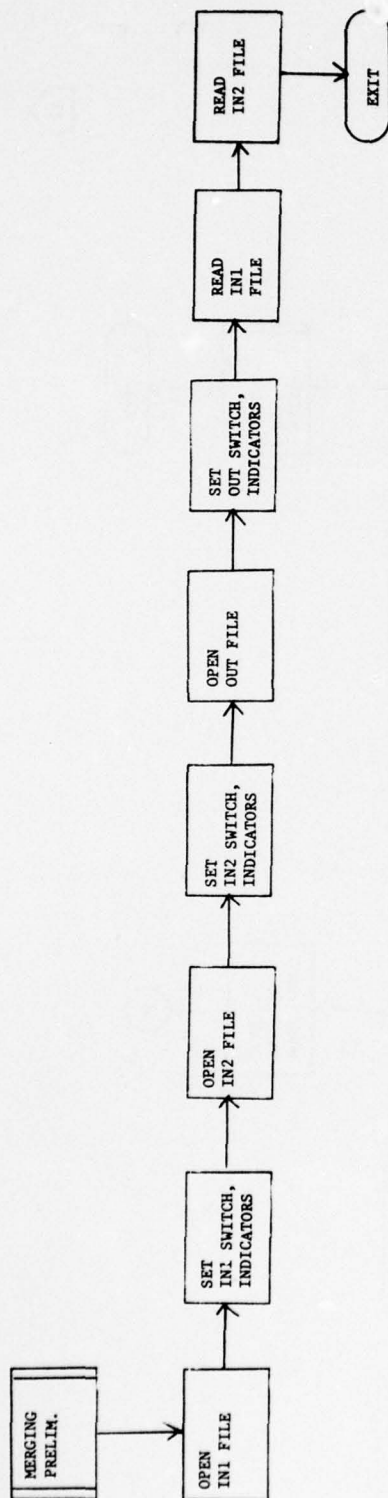 MERGING
PRELIM.
OPEN
IN1 FILE
SET
IN1 SWITCH,
INDICATORS
OPEN
IN2 FILE
SET
IN2 SWITCH,
INDICATORS
OPEN
OUT FILE
SET
OUT SWITCH,
INDICATORS
READ
IN1
FILE
READ
IN2 FILE
EXIT